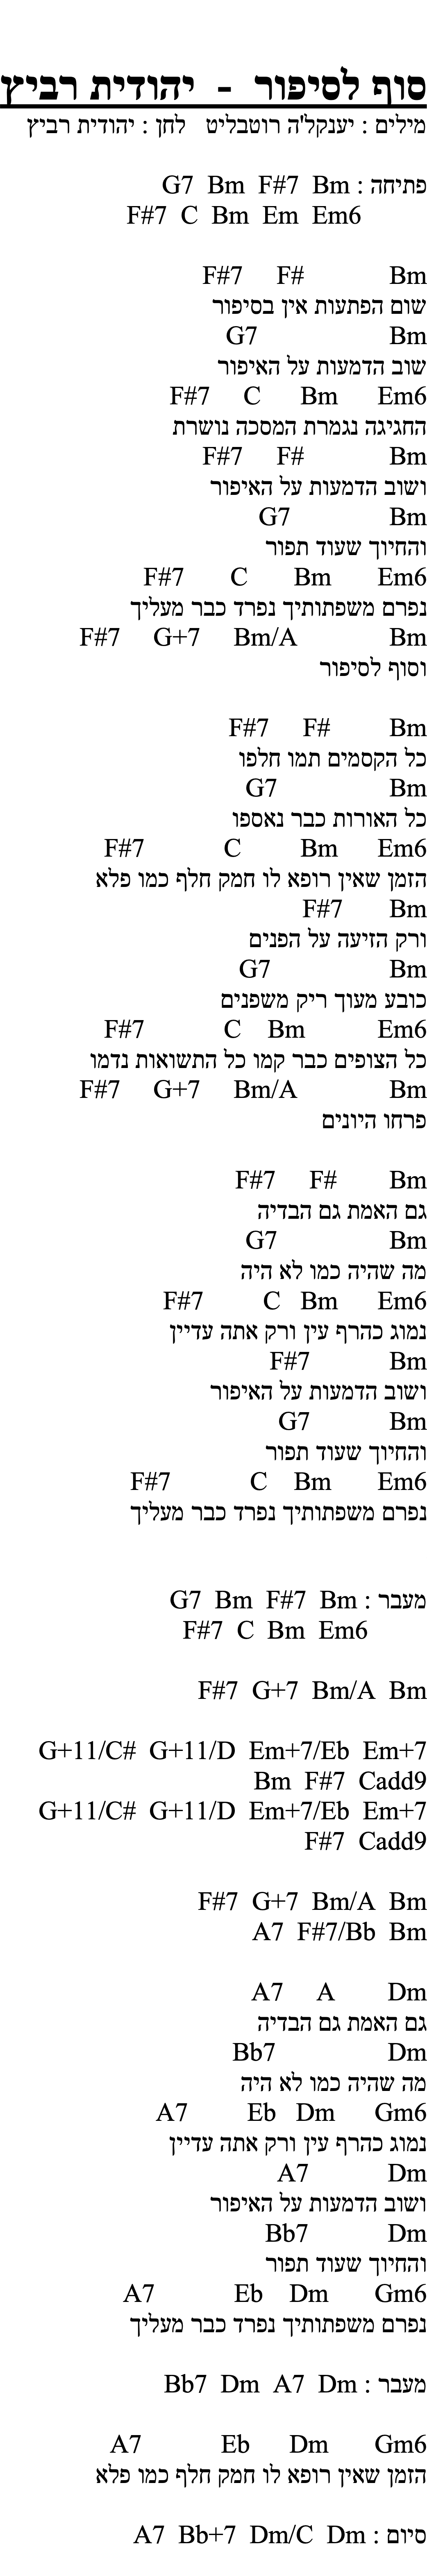 סוף לסיפור - יהודית רביץ
מילים : יענקל'ה רוטבליט לחן : יהודית רביץ
פתיחה : G7 Bm F#7 Bm
F#7 C Bm Em Em6
F#7 F# Bm
שום הפתעות אין בסיפור
G7 Bm
שוב הדמעות על האיפור
F#7 C Bm Em6
החגיגה נגמרת המסכה נושרת
F#7 F# Bm
ושוב הדמעות על האיפור
G7 Bm
והחיוך שעוד תפור
F#7 C Bm Em6
נפרם משפתותיך נפרד כבר מעליך
F#7 G+7 Bm/A Bm
וסוף לסיפור
F#7 F# Bm
כל הקסמים תמו חלפו
G7 Bm
כל האורות כבר נאספו
F#7 C Bm Em6
הזמן שאין רופא לו חמק חלף כמו פלא
F#7 Bm
ורק הזיעה על הפנים
G7 Bm
כובע מעוך ריק משפנים
F#7 C Bm Em6
כל הצופים כבר קמו כל התשואות נדמו
F#7 G+7 Bm/A Bm
פרחו היונים
F#7 F# Bm
גם האמת גם הבדיה
G7 Bm
מה שהיה כמו לא היה
F#7 C Bm Em6
נמוג כהרף עין ורק אתה עדיין
F#7 Bm
ושוב הדמעות על האיפור
G7 Bm
והחיוך שעוד תפור
F#7 C Bm Em6
נפרם משפתותיך נפרד כבר מעליך
מעבר : G7 Bm F#7 Bm
F#7 C Bm Em6
F#7 G+7 Bm/A Bm
G+11/C# G+11/D Em+7/Eb Em+7
Bm F#7 Cadd9
G+11/C# G+11/D Em+7/Eb Em+7
F#7 Cadd9
F#7 G+7 Bm/A Bm
A7 F#7/Bb Bm
A7 A Dm
גם האמת גם הבדיה
Bb7 Dm
מה שהיה כמו לא היה
A7 Eb Dm Gm6
נמוג כהרף עין ורק אתה עדיין
A7 Dm
ושוב הדמעות על האיפור
Bb7 Dm
והחיוך שעוד תפור
A7 Eb Dm Gm6
נפרם משפתותיך נפרד כבר מעליך
מעבר : Bb7 Dm A7 Dm
A7 Eb Dm Gm6
הזמן שאין רופא לו חמק חלף כמו פלא
סיום : A7 Bb+7 Dm/C Dm